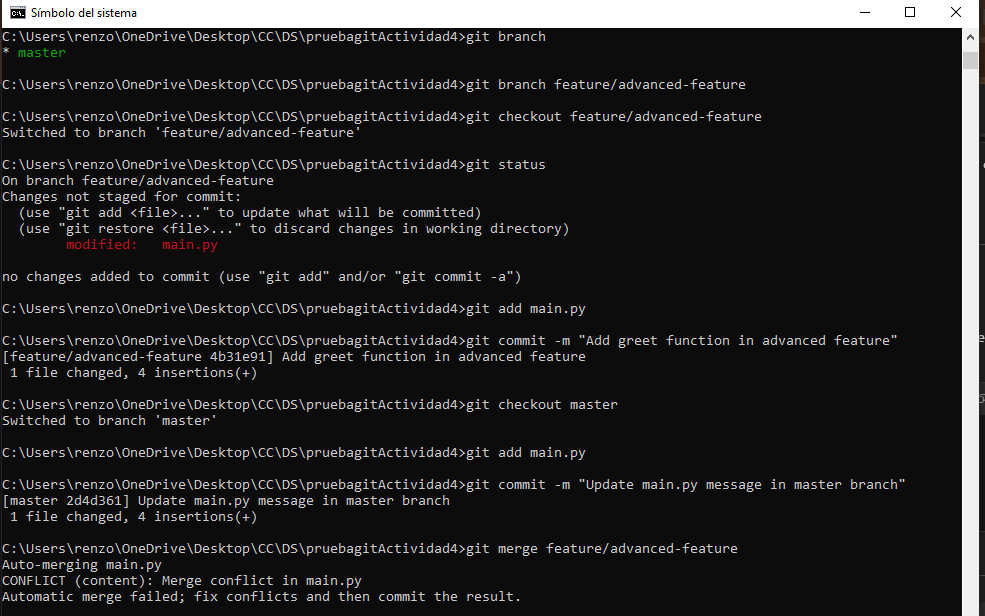 Símbolo del sistema
C:\Users\renzo\OneDrive\Desktop\CC\DS\pruebagitActividad4>git branch
* master
C:\Users\renzo\OneDrive\Desktop\CC\DS\pruebagitActividad4>git branch feature/advanced-feature
C:\Users\renzo\OneDrive\Desktop\CC\DS\pruebagitActividad4>git checkout feature/advanced-feature
Switched to branch 'feature/advanced-feature'
C:\Users\renzo\OneDrive\Desktop\CC\DS\pruebagitActividad4>git status
On branch feature/advanced-feature
Changes not staged for commit:
  (use "git add <file>..." to update what will be committed)
  (use "git restore <file>..." to discard changes in working directory)
        modified:   main.py
no changes added to commit (use "git add" and/or "git commit -a")
C:\Users\renzo\OneDrive\Desktop\CC\DS\pruebagitActividad4>git add main.py
C:\Users\renzo\OneDrive\Desktop\CC\DS\pruebagitActividad4>git commit -m "Add greet function in advanced feature"
[feature/advanced-feature 4b31e91] Add greet function in advanced feature
 1 file changed, 4 insertions(+)
C:\Users\renzo\OneDrive\Desktop\CC\DS\pruebagitActividad4>git checkout master
Switched to branch 'master'
C:\Users\renzo\OneDrive\Desktop\CC\DS\pruebagitActividad4>git add main.py
C:\Users\renzo\OneDrive\Desktop\CC\DS\pruebagitActividad4>git commit -m "Update main.py message in master branch"
[master 2d4d361] Update main.py message in master branch
 1 file changed, 4 insertions(+)
C:\Users\renzo\OneDrive\Desktop\CC\DS\pruebagitActividad4>git merge feature/advanced-feature
Auto-merging main.py
CONFLICT (content): Merge conflict in main.py
Automatic merge failed; fix conflicts and then commit the result.